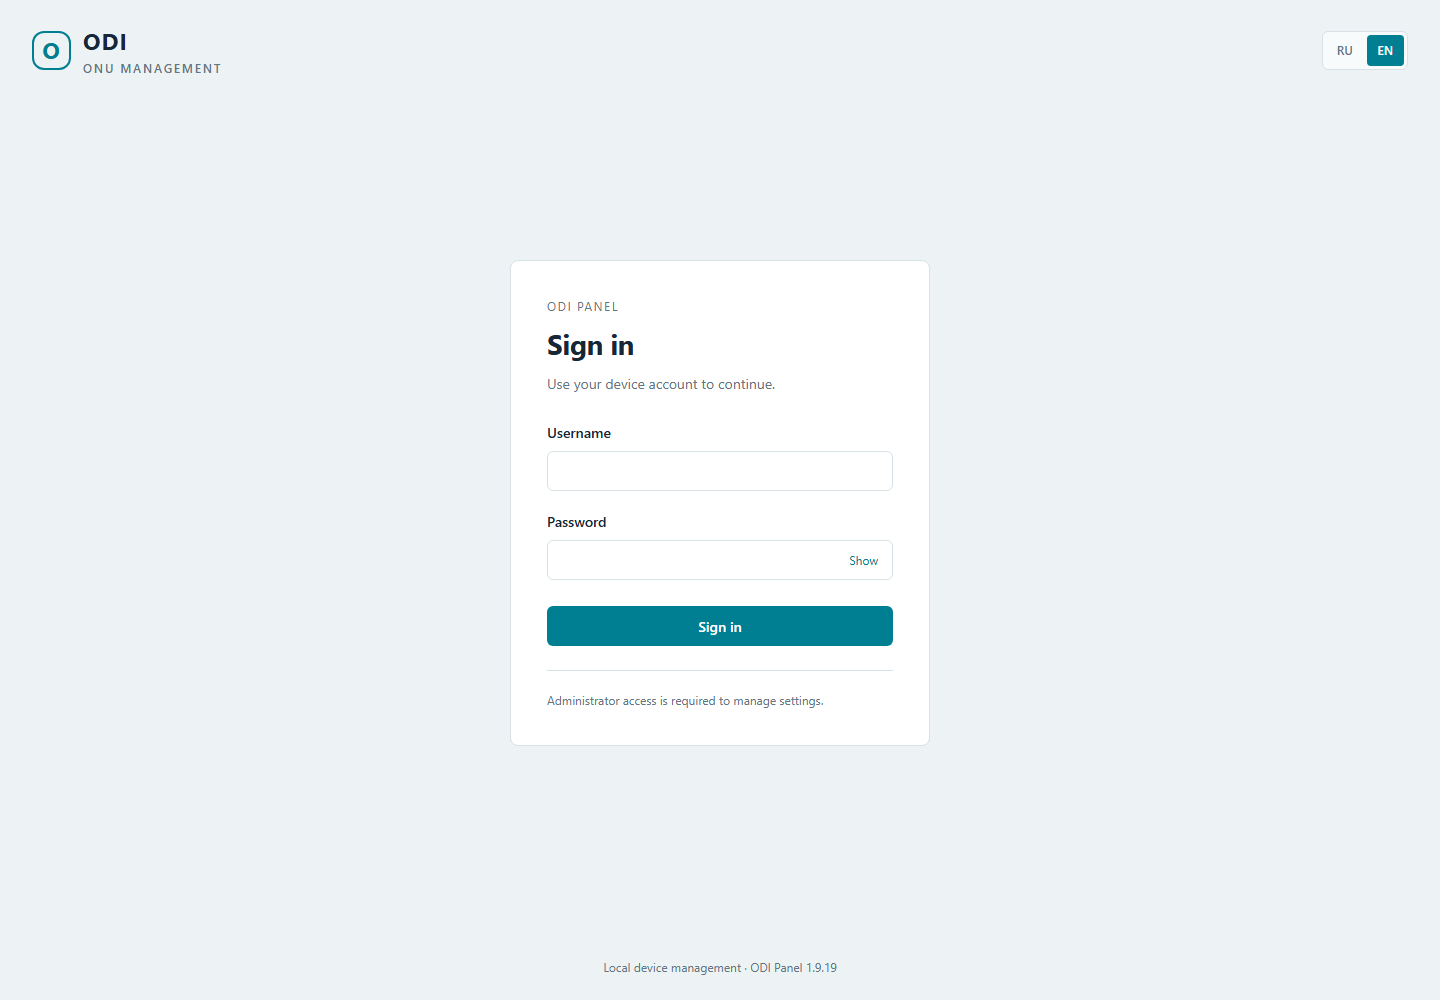 O
ODI
ONU MANAGEMENT
RU
EN
ODI PANEL
Sign in
Use your device account to continue.
Username
Password
Show
Sign in
Administrator access is required to manage settings.
Local device management · ODI Panel 1.9.19